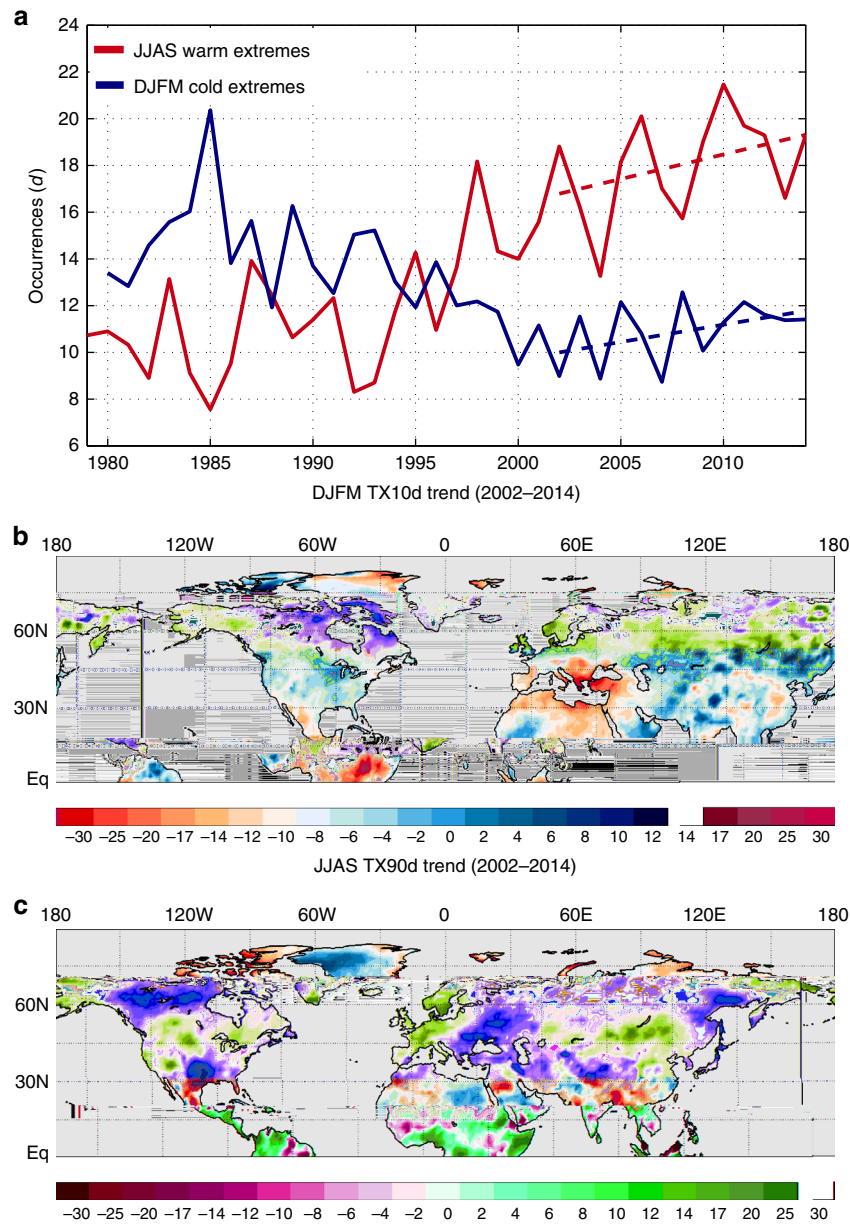 a
24
22
20
18
16
14
12
10
8
6
Occurrences (d)
JJAS warm extremes
DJFM cold extremes
1980 1985 1990 1995 2000 2005 2010
DJFM TX10d trend (2002–2014)
b
180 120W 60W 0 60E 120E 180
60N
30N
Eq
−30 −25 −20 −17 −14 −12 −10 −8 −6 −4 −2 0 2 4 6 8 10 12 14 17 20 25 30
JJAS TX90d trend (2002–2014)
c
180 120W 60W 0 60E 120E 180
60N
30N
Eq
−30 −25 −20 −17 −14 −12 −10 −8 −6 −4 −2 0 2 4 6 8 10 12 14 17 20 25 30